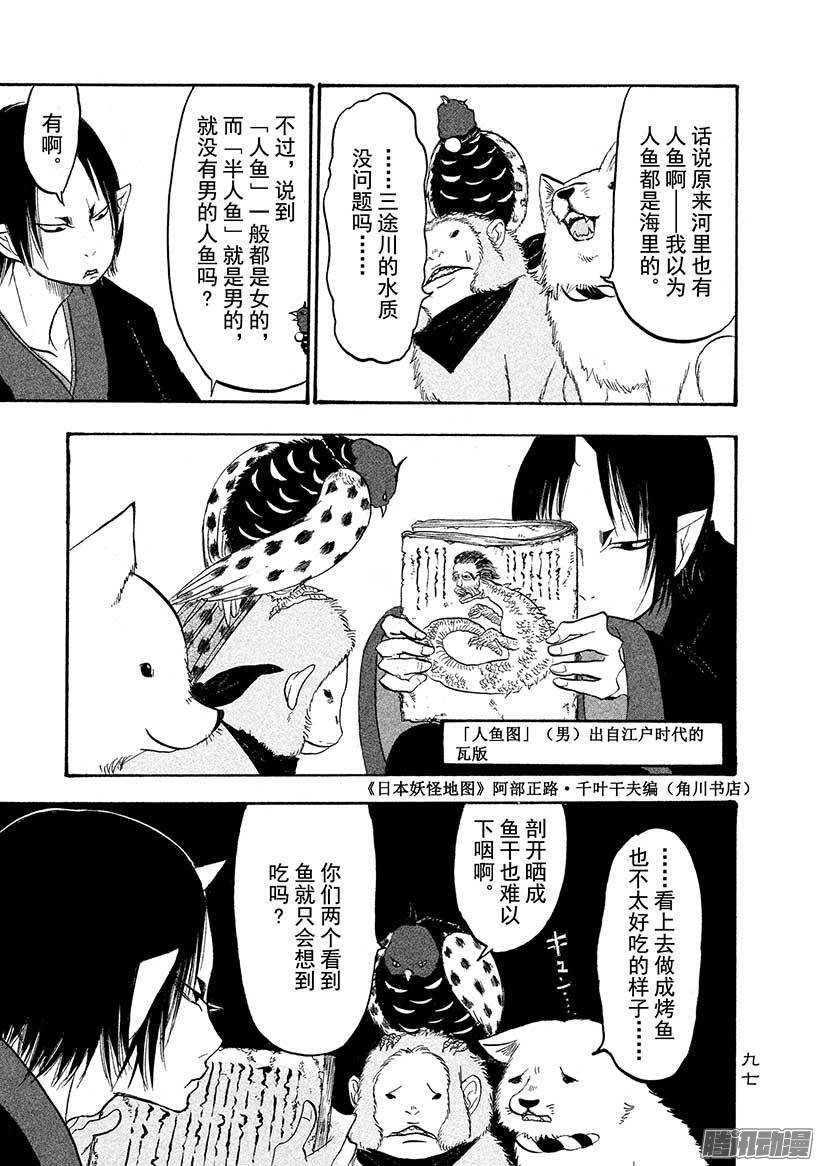 话说原来河里也有
人鱼啊——我以为
人鱼都是海里的。
……三途川的水质
没问题吗……
不过，说到
「人鱼」一般都是女的，
而「半人鱼」就是男的，
就没有男的人鱼吗？
有啊。
「人鱼图」（男）出自江户时代的
瓦版
《日本妖怪地图》阿部正路・千叶干夫编（角川书店）
……看上去做成烤鱼
也不太好吃的样子……
キュン…
剖开晒成
鱼干也难以
下咽啊。
你们两个看到
鱼就只会想到
吃吗？
九七
腾讯动漫